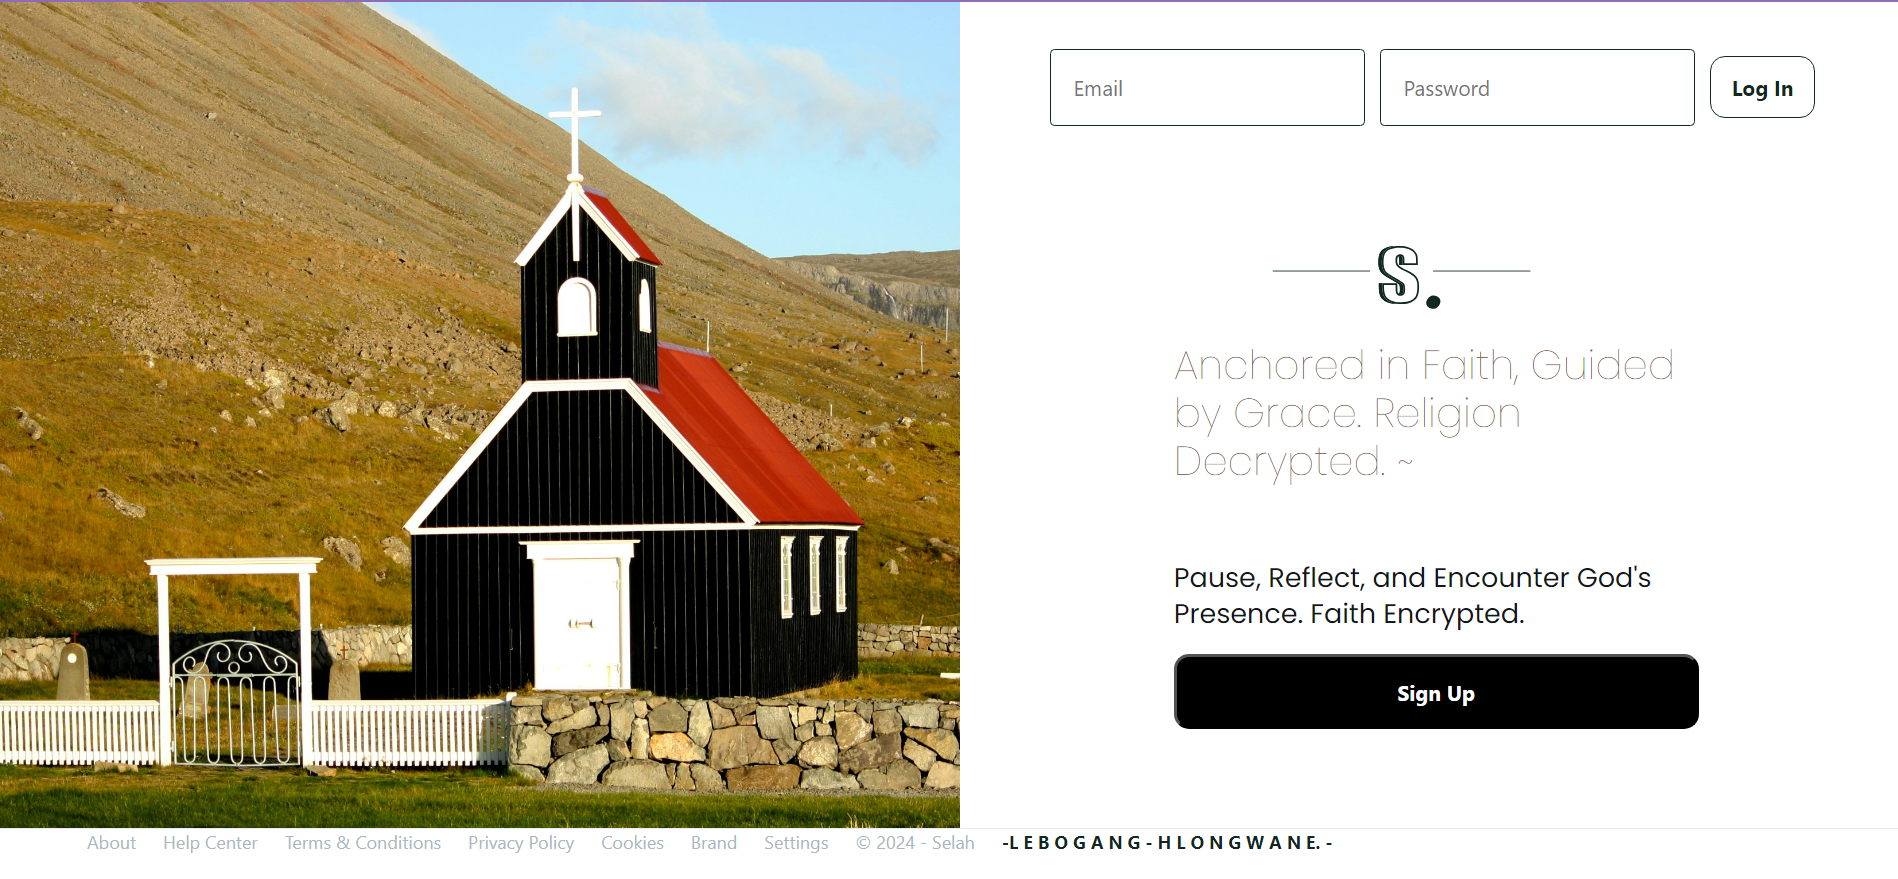 Email Password Log In
S.
Anchored in Faith, Guided
by Grace. Religion
Decrypted. ~
Pause, Reflect, and Encounter God's
Presence. Faith Encrypted.
Sign Up
About Help Center Terms & Conditions Privacy Policy Cookies Brand Settings © 2024 - Selah -LEBOGANG-HLONGWANE.-